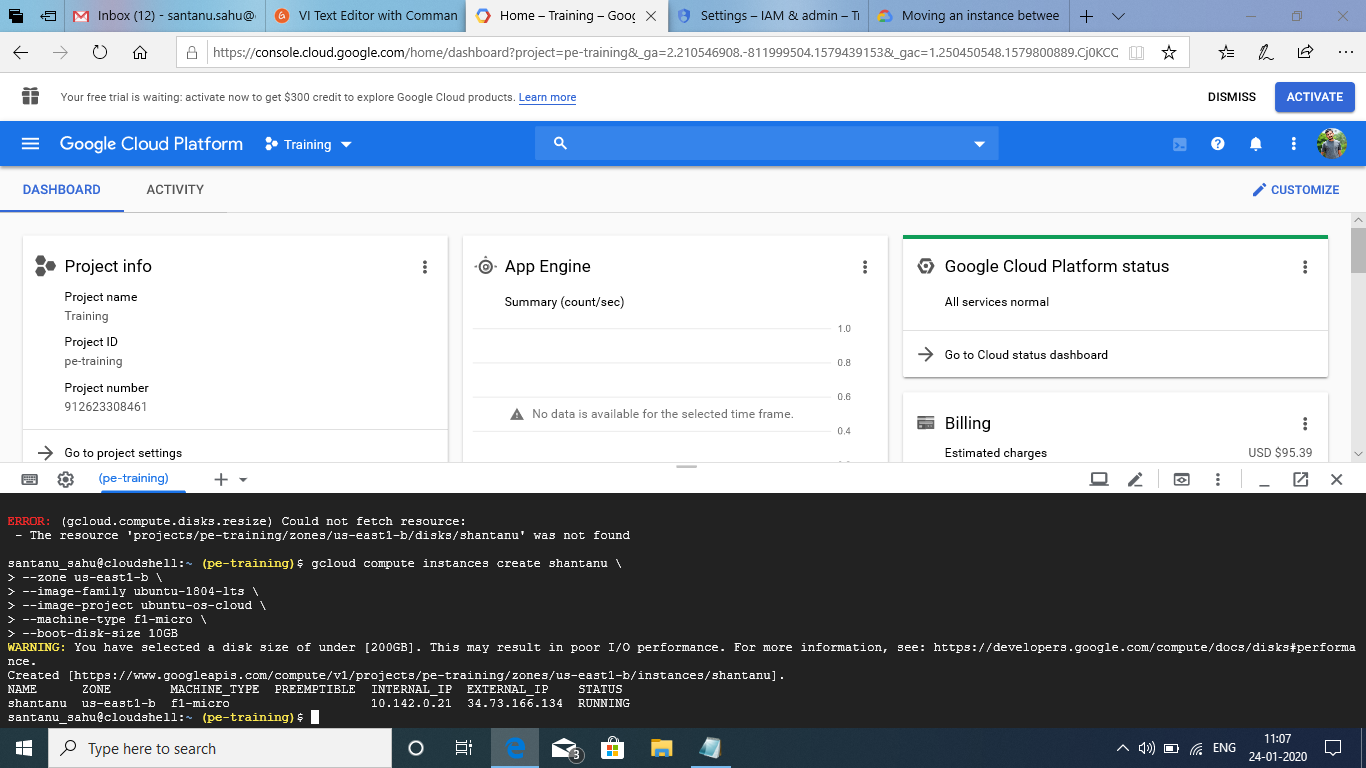 Inbox (12) - santanu.sahu@
VI Text Editor with Comman
Home – Training – Goog
Settings – IAM & admin – Tr
Moving an instance betwee
https://console.cloud.google.com/home/dashboard?project=pe-training&_ga=2.210546908.-811999504.1579439153&_gac=1.250450548.1579800889.Cj0KCQ
Your free trial is waiting: activate now to get $300 credit to explore Google Cloud products. Learn more
DISMISS
ACTIVATE
Google Cloud Platform
Training
DASHBOARD
ACTIVITY
CUSTOMIZE
Project info
Project name
Training
Project ID
pe-training
Project number
912623308461
Go to project settings
App Engine
Summary (count/sec)
1.0
0.8
0.6
No data is available for the selected time frame.
0.4
Google Cloud Platform status
All services normal
Go to Cloud status dashboard
Billing
Estimated charges
USD $95.39
(pe-training)
ERROR: (gcloud.compute.disks.resize) Could not fetch resource:
- The resource 'projects/pe-training/zones/us-east1-b/disks/shantanu' was not found
santanu_sahu@cloudshell:~ (pe-training)$ gcloud compute instances create shantanu \
> --zone us-east1-b \
> --image-family ubuntu-1804-lts \
> --image-project ubuntu-os-cloud \
> --machine-type f1-micro \
> --boot-disk-size 10GB
WARNING: You have selected a disk size of under [200GB]. This may result in poor I/O performance. For more information, see: https://developers.google.com/compute/docs/disks#performa
nce.
Created [https://www.googleapis.com/compute/v1/projects/pe-training/zones/us-east1-b/instances/shantanu].
NAME ZONE MACHINE_TYPE PREEMPTIBLE INTERNAL_IP EXTERNAL_IP STATUS
shantanu us-east1-b f1-micro 10.142.0.21 34.73.166.134 RUNNING
santanu_sahu@cloudshell:~ (pe-training)$
Type here to search
3
ENG
11:07
24-01-2020